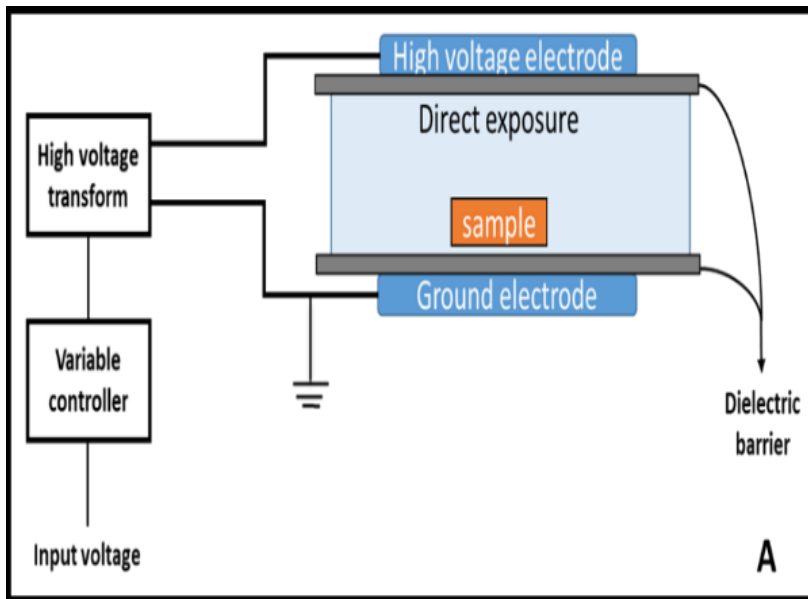 High voltage electrode
Direct exposure
High voltage
transform
sample
Ground electrode
Variable
controller
Dielectric
barrier
Input voltage
A